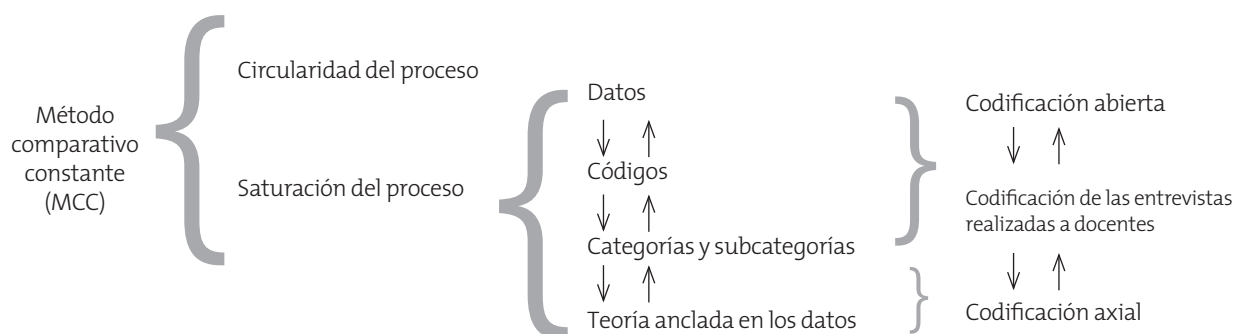 Método
comparativo
constante
(MCC)
Circularidad del proceso
Saturación del proceso
Datos
Códigos
Categorías y subcategorías
Teoría anclada en los datos
Codificación abierta
Codificación de las entrevistas
realizadas a docentes
Codificación axial